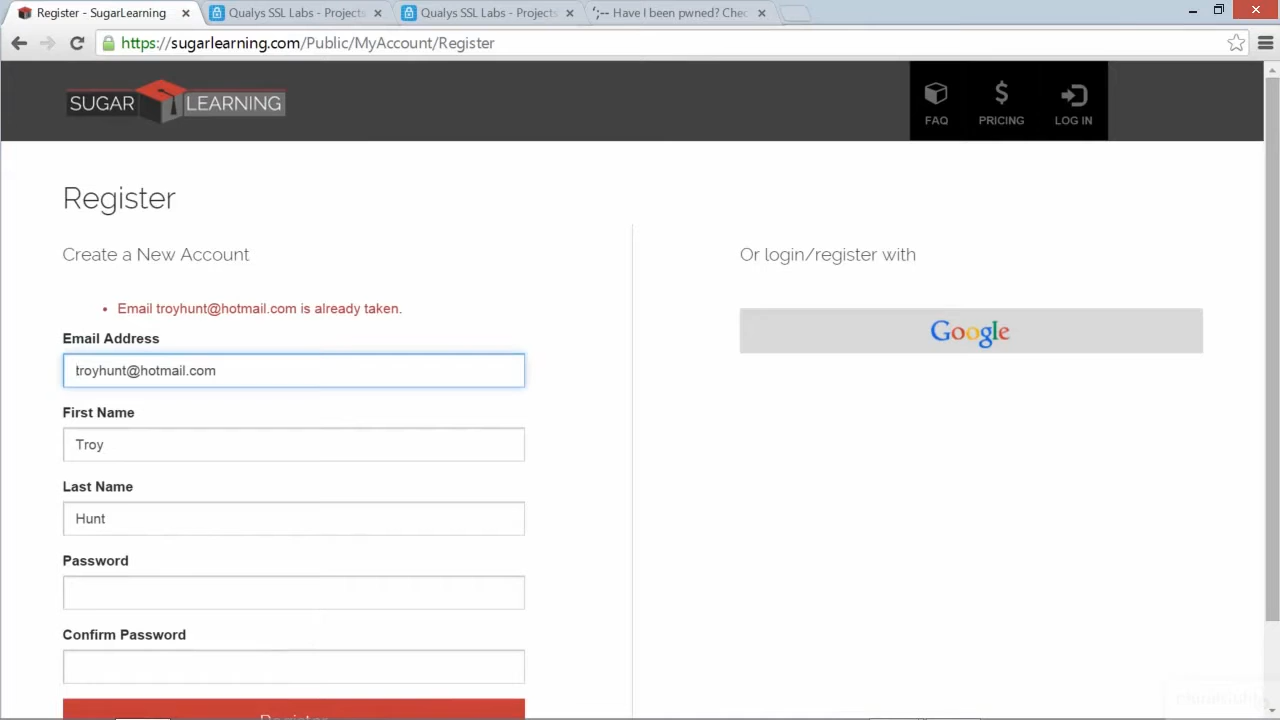 Register - SugarLearning
Qualys SSL Labs - Projects
Qualys SSL Labs - Projects
';-- Have I been pwned? Chec
https://sugarlearning.com/Public/MyAccount/Register
SUGAR LEARNING
FAQ
PRICING
LOG IN
Register
Create a New Account
Or login/register with
Email troyhunt@hotmail.com is already taken.
Google
Email Address
troyhunt@hotmail.com
First Name
Troy
Last Name
Hunt
Password
Confirm Password
Register